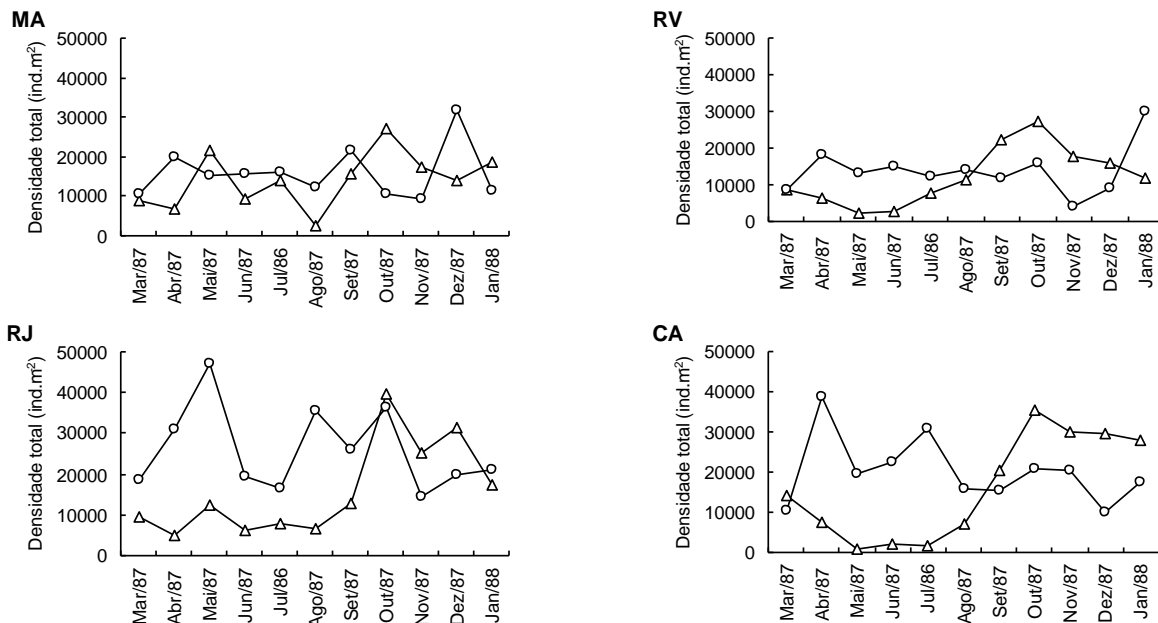 MA
Densidade total (ind.m²)
50000
40000
30000
20000
10000
0
Mar/87
Abr/87
Mai/87
Jun/87
Jul/86
Ago/87
Set/87
Out/87
Nov/87
Dez/87
Jan/88
RV
Densidade total (ind.m²)
50000
40000
30000
20000
10000
0
Mar/87
Abr/87
Mai/87
Jun/87
Jul/86
Ago/87
Set/87
Out/87
Nov/87
Dez/87
Jan/88
RJ
Densidade total (ind.m²)
50000
40000
30000
20000
10000
0
Mar/87
Abr/87
Mai/87
Jun/87
Jul/86
Ago/87
Set/87
Out/87
Nov/87
Dez/87
Jan/88
CA
Densidade total (ind.m²)
50000
40000
30000
20000
10000
0
Mar/87
Abr/87
Mai/87
Jun/87
Jul/86
Ago/87
Set/87
Out/87
Nov/87
Dez/87
Jan/88